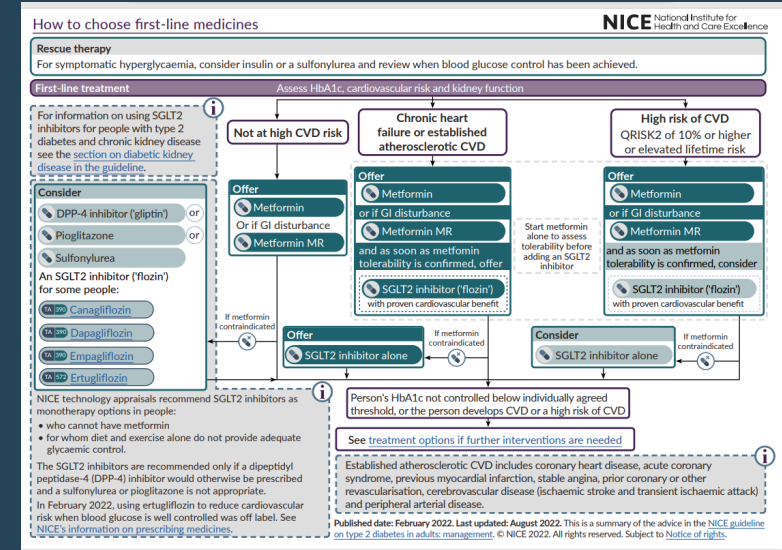 How to choose first-line medicines
NICE National Institute for
Health and Care Excellence
Rescue therapy
For symptomatic hyperglycaemia, consider insulin or a sulfonylurea and review when blood glucose control has been achieved.
First-line treatment
Assess HbA1c, cardiovascular risk and kidney function
For information on using SGLT2
inhibitors for people with type 2
diabetes and chronic kidney disease
see the section on diabetic kidney
disease in the guideline.
i
Consider
DPP-4 inhibitor ('gliptin') or
Pioglitazone or
Sulfonylurea
An SGLT2 inhibitor ('flozin')
for some people:
TA 390 Canagliflozin
TA 390 Dapagliflozin
TA 390 Empagliflozin
TA 572 Ertugliflozin
NICE technology appraisals recommend SGLT2 inhibitors as
monotherapy options in people:
• who cannot have metformin
• for whom diet and exercise alone do not provide adequate
glycaemic control.
The SGLT2 inhibitors are recommended only if a dipeptidyl
peptidase-4 (DPP-4) inhibitor would otherwise be prescribed
and a sulfonylurea or pioglitazone is not appropriate.
In February 2022, using ertugliflozin to reduce cardiovascular
risk when blood glucose is well controlled was off label. See
NICE's information on prescribing medicines.
i
Not at high CVD risk
Offer
Metformin
Or if GI disturbance
Metformin MR
If metformin
contraindicated
Chronic heart
failure or established
atherosclerotic CVD
Offer
Metformin
or if GI disturbance
Metformin MR
and as soon as metfomin
tolerability is confirmed, offer
SGLT2 inhibitor ('flozin')
with proven cardiovascular benefit
If metformin
contraindicated
Offer
SGLT2 inhibitor alone
Start metformin
alone to assess
tolerability before
adding an SGLT2
inhibitor
High risk of CVD
QRISK2 of 10% or higher
or elevated lifetime risk
Offer
Metformin
or if GI disturbance
Metformin MR
and as soon as metfomin
tolerability is confirmed, consider
SGLT2 inhibitor ('flozin')
with proven cardiovascular benefit
If metformin
contraindicated
Consider
SGLT2 inhibitor alone
Person's HbA1c not controlled below individually agreed
threshold, or the person develops CVD or a high risk of CVD
See treatment options if further interventions are needed
i
Established atherosclerotic CVD includes coronary heart disease, acute coronary
syndrome, previous myocardial infarction, stable angina, prior coronary or other
revascularisation, cerebrovascular disease (ischaemic stroke and transient ischaemic attack)
and peripheral arterial disease.
Published date: February 2022. Last updated: August 2022. This is a summary of the advice in the NICE guideline
on type 2 diabetes in adults: management. © NICE 2022. All rights reserved. Subject to Notice of rights.